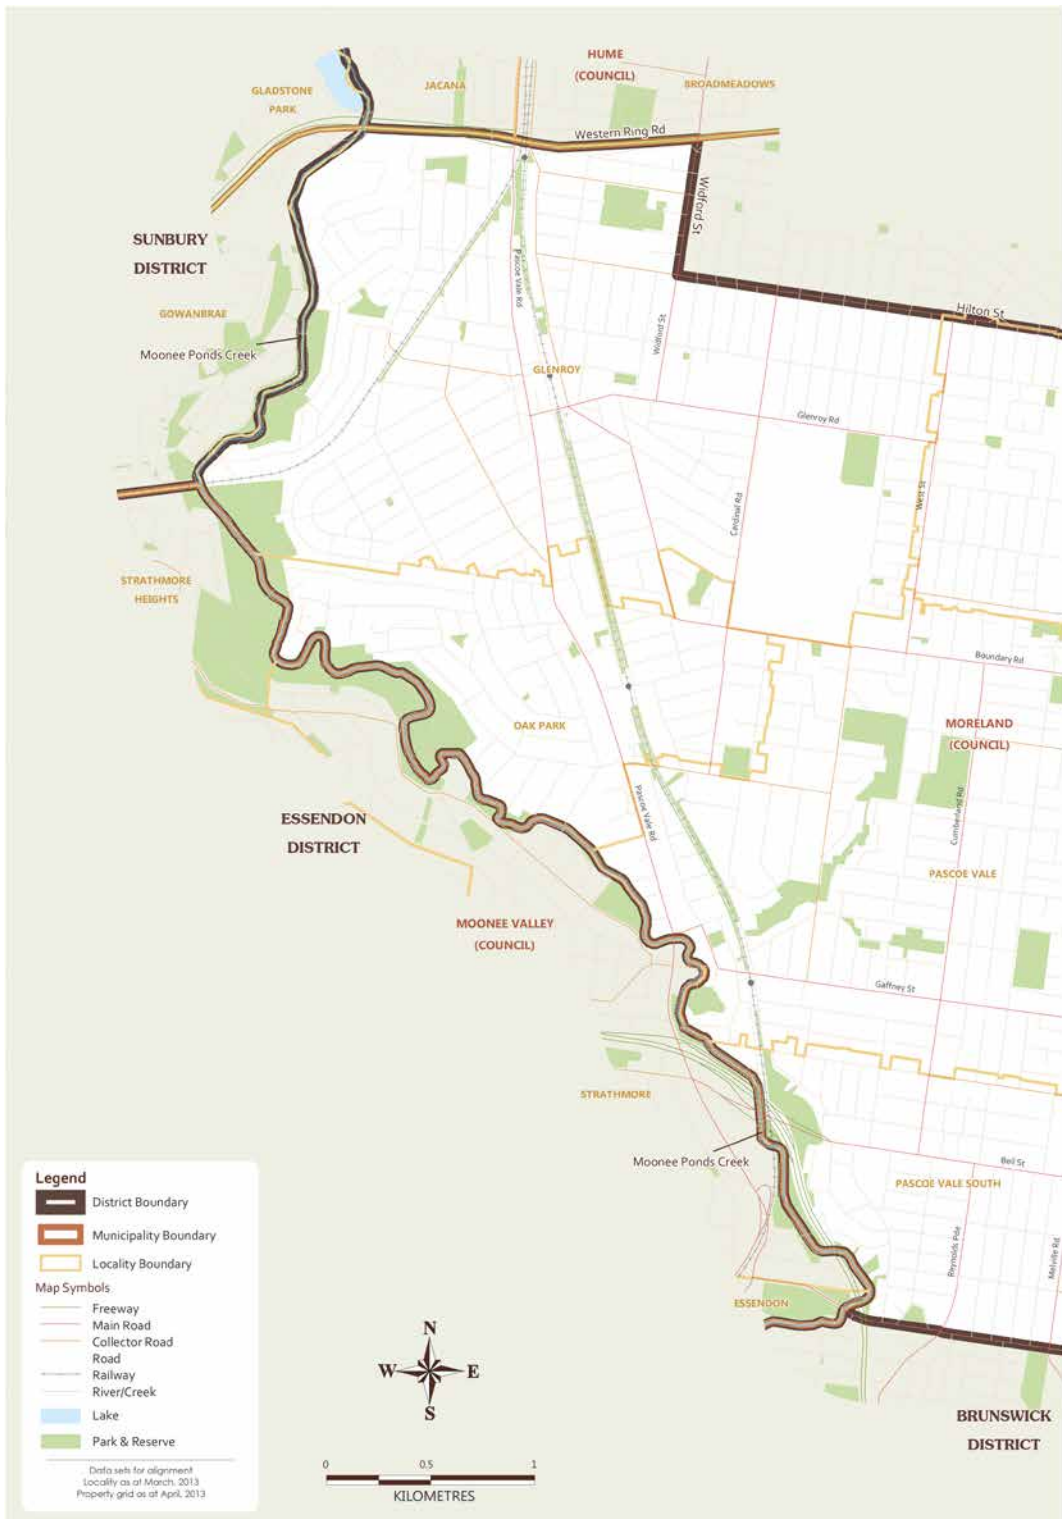 HUME
(COUNCIL)
JACANA
BROADMEADOWS
GLADSTONE
PARK
Western Ring Rd
Widford St
SUNBURY
DISTRICT
Pascoe Vale Rd
GOWANBRAE
Hilton St
Moonee Ponds Creek
Widford St
GLENROY
Glenroy Rd
West St
Cardinal Rd
STRATHMORE
HEIGHTS
Boundary Rd
OAK PARK
MORELAND
(COUNCIL)
Pascoe Vale Rd
Cumberland Rd
ESSENDON
DISTRICT
PASCOE VALE
MOONEE VALLEY
(COUNCIL)
Gaffney St
STRATHMORE
Moonee Ponds Creek
Bell St
PASCOE VALE SOUTH
Reynolds Pde
Melville Rd
ESSENDON
BRUNSWICK
DISTRICT
Legend
District Boundary
Municipality Boundary
Locality Boundary
Map Symbols
Freeway
Main Road
Collector Road
Road
Railway
River/Creek
Lake
Park & Reserve
Data sets for alignment
Locality as at March, 2013
Property grid as at April, 2013
N
W E
S
0 0.5 1
KILOMETRES